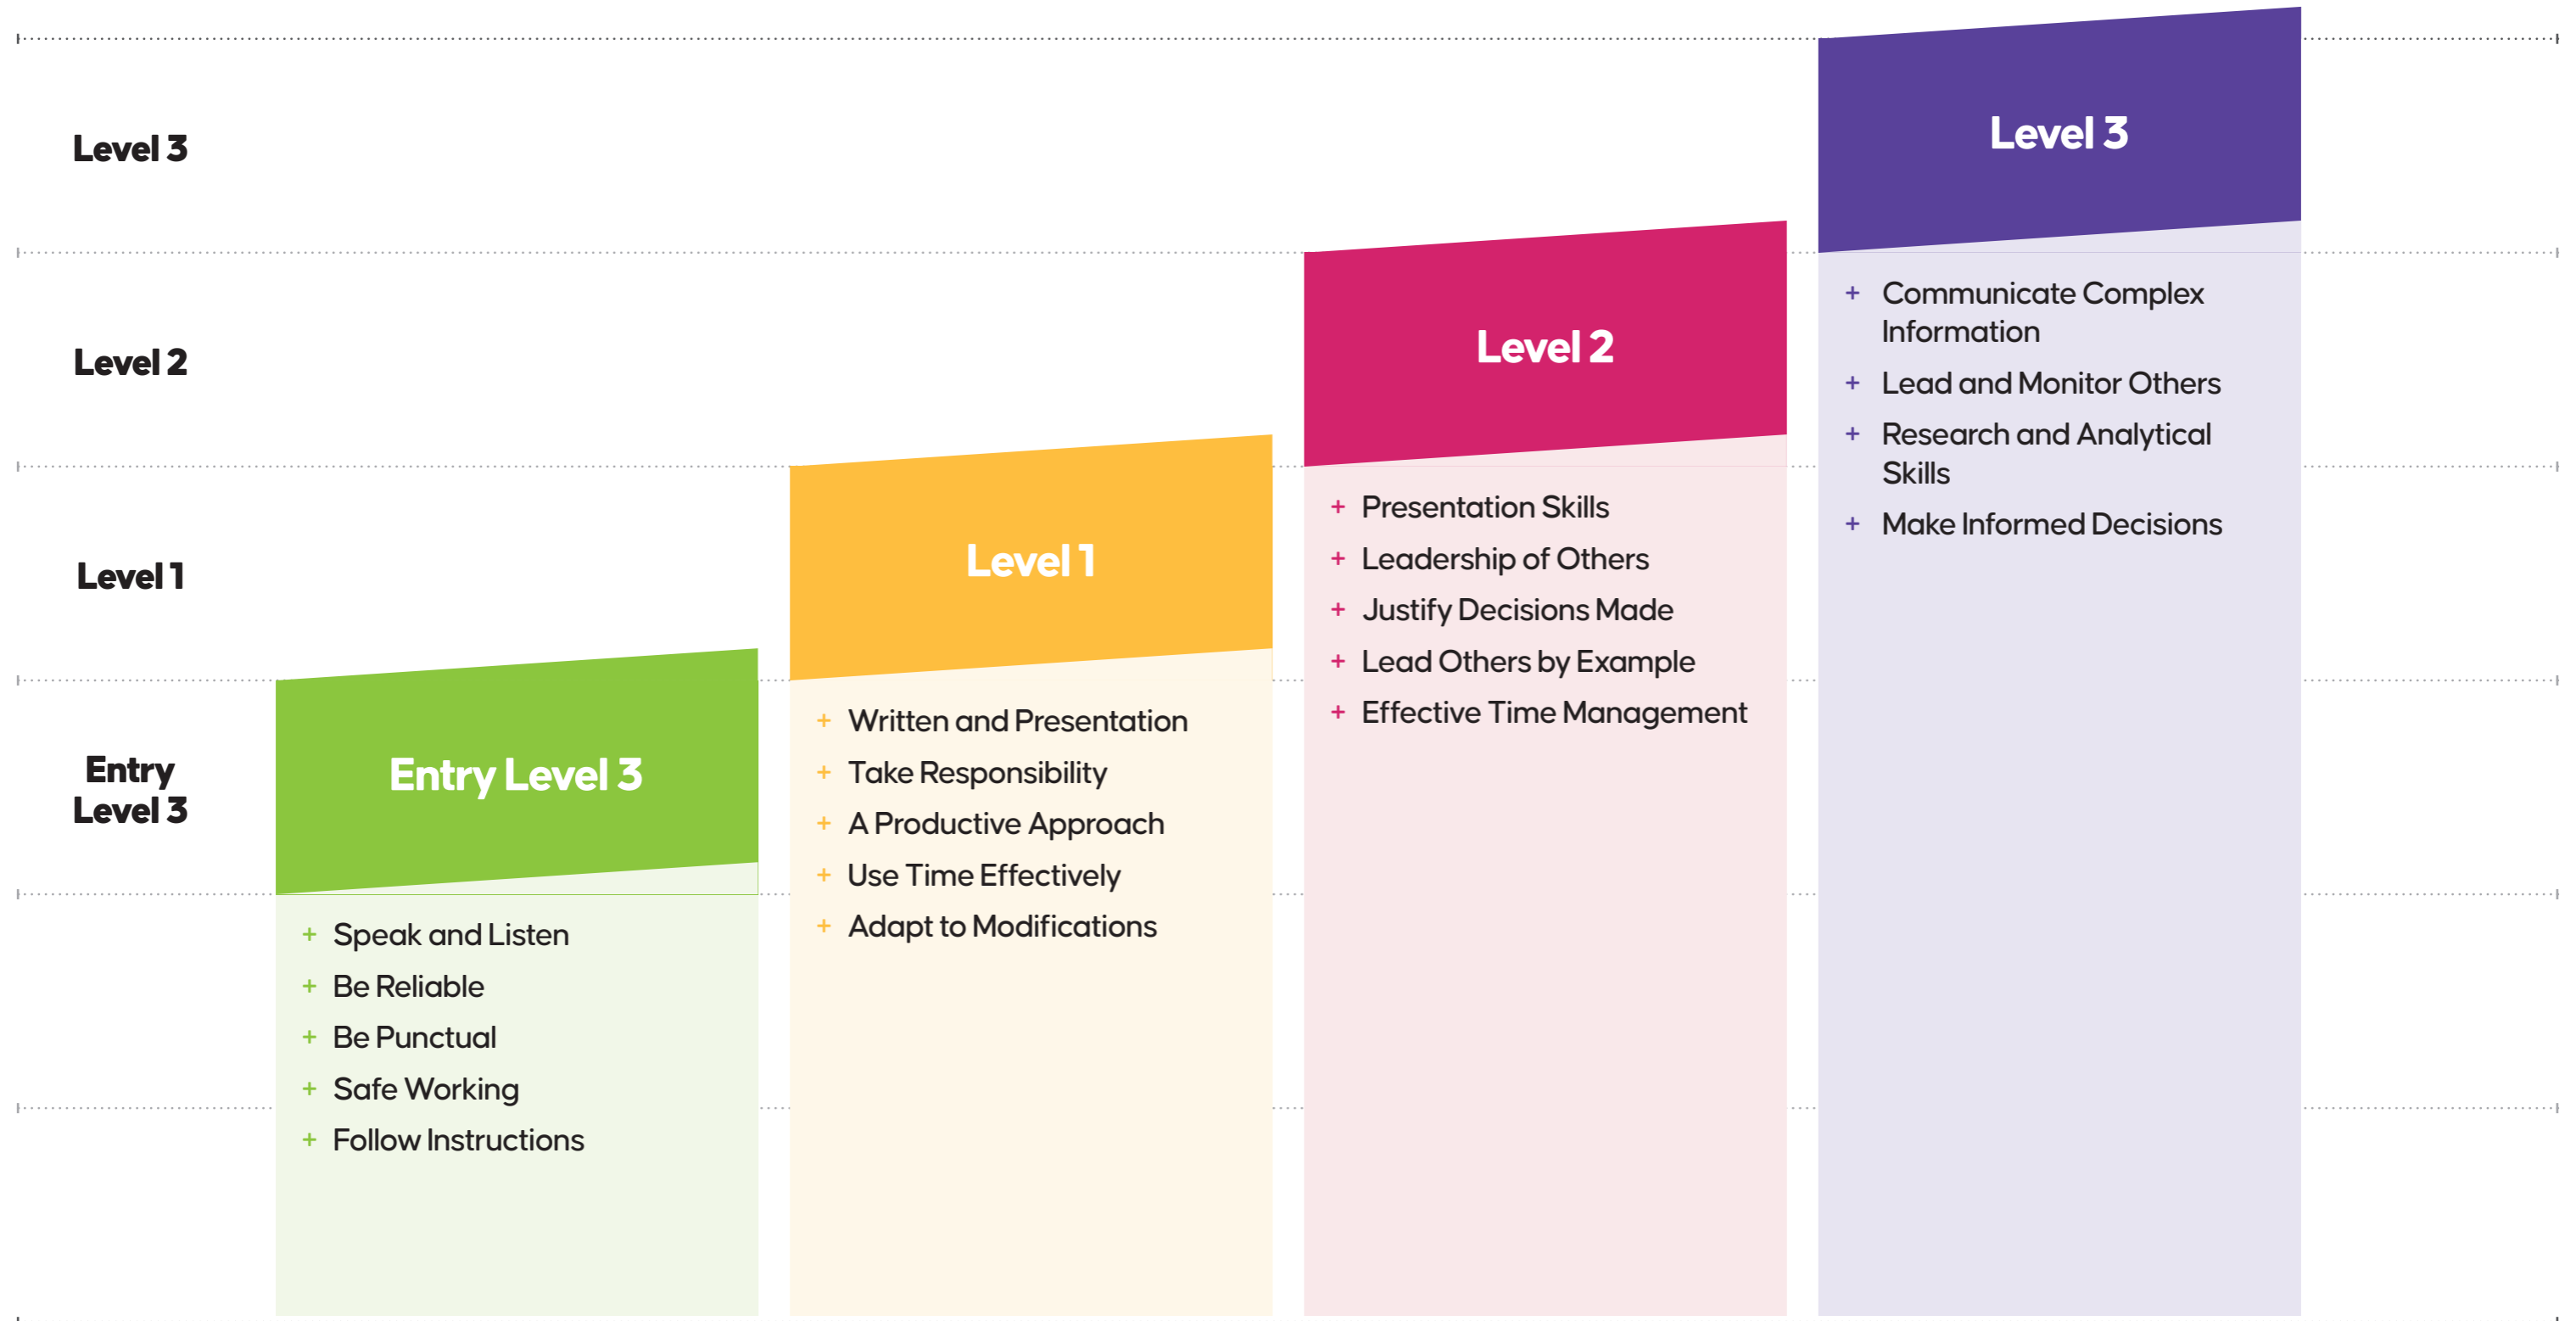 Level 3
Level 2
Level 1
Entry
Level 3
Entry Level 3
+ Speak and Listen
+ Be Reliable
+ Be Punctual
+ Safe Working
+ Follow Instructions
Level 1
+ Written and Presentation
+ Take Responsibility
+ A Productive Approach
+ Use Time Effectively
+ Adapt to Modifications
Level 2
+ Presentation Skills
+ Leadership of Others
+ Justify Decisions Made
+ Lead Others by Example
+ Effective Time Management
Level 3
+ Communicate Complex
Information
+ Lead and Monitor Others
+ Research and Analytical
Skills
+ Make Informed Decisions